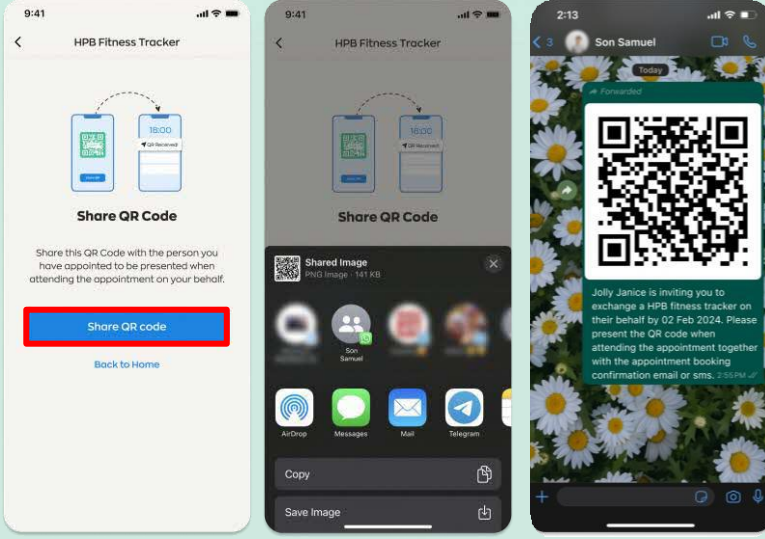 9:41
HPB Fitness Tracker
18:00
QR Received!
Share QR Code
Share this QR Code with the person you
have appointed to be presented when
attending the appointment on your behalf.
Share QR code
Back to Home
9:41
HPB Fitness Tracker
18:00
QR Received!
Share QR Code
Shared Image
PNG Image · 141 KB
Son
Samuel
AirDrop
Messages
Mail
Telegram
Copy
Save Image
2:13
3
Son Samuel
Today
Forwarded
Jolly Janice is inviting you to
exchange a HPB fitness tracker on
their behalf by 02 Feb 2024. Please
present the QR code when
attending the appointment together
with the appointment booking
confirmation email or sms. 2:55 PM